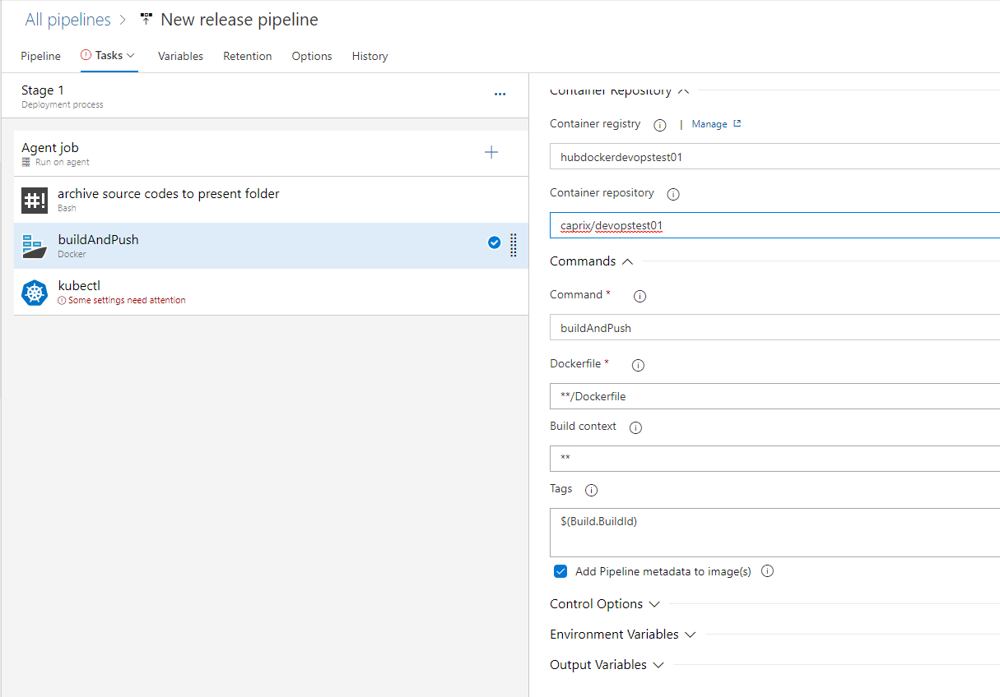 All pipelines > New release pipeline
Pipeline Tasks Variables Retention Options History
Stage 1
Deployment process
Agent job
Run on agent
archive source codes to present folder
Bash
buildAndPush
Docker
kubectl
Some settings need attention
Container Repository
Container registry | Manage
hubdockerdevopstest01
Container repository
caprix/devopstest01
Commands
Command *
buildAndPush
Dockerfile *
**/Dockerfile
Build context
**
Tags
$(Build.BuildId)
Add Pipeline metadata to image(s)
Control Options
Environment Variables
Output Variables